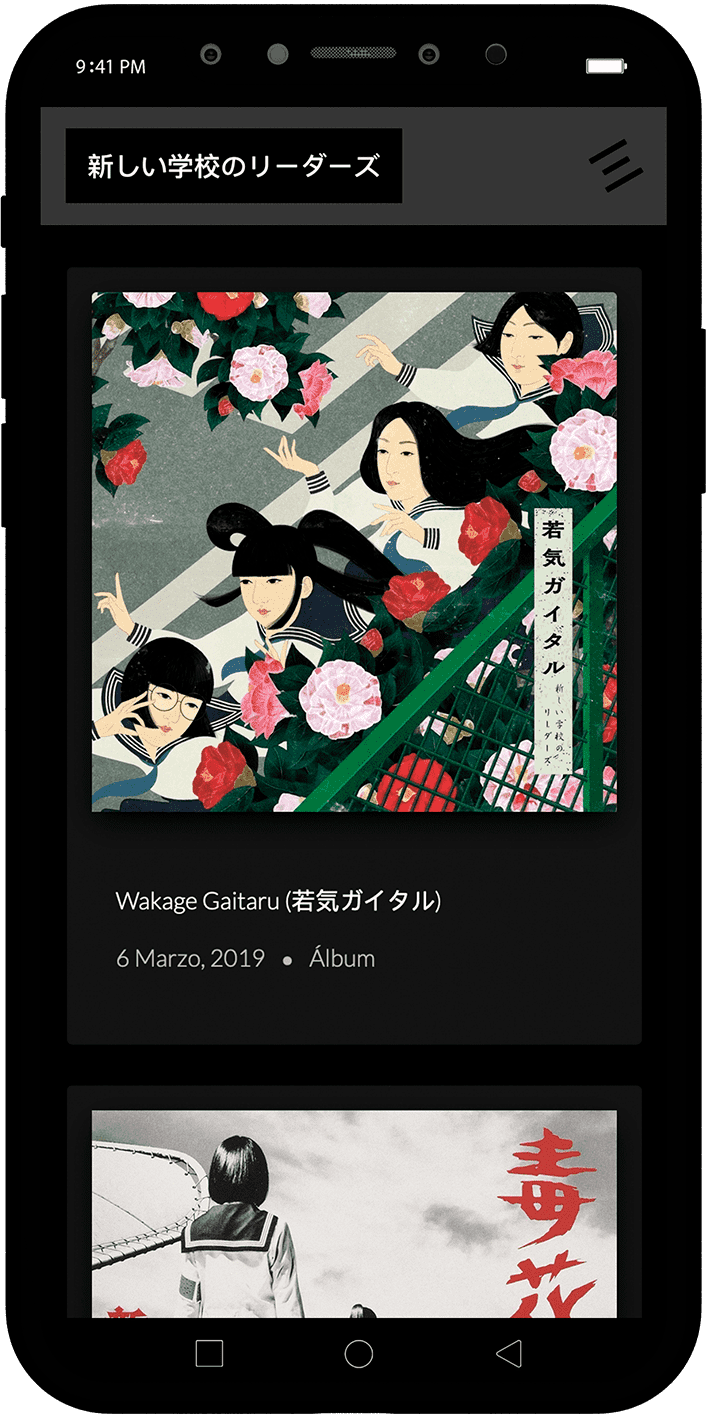 9:41 PM
新しい学校のリーダーズ
若気ガイタル
新しい学校の
リーダーズ
Wakage Gaitaru (若気ガイタル)
6 Marzo, 2019 • Álbum
毒花
新